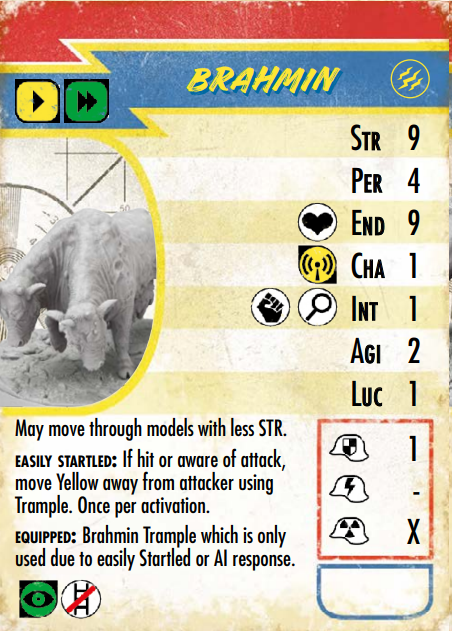 BRAHMIN
STR 9
PER 4
END 9
CHA 1
INT 1
AGI 2
LUC 1
May move through models with less STR.
EASILY STARTLED: If hit or aware of attack,
move Yellow away from attacker using
Trample. Once per activation.
EQUIPPED: Brahmin Trample which is only
used due to easily Startled or AI response.
1
-
X